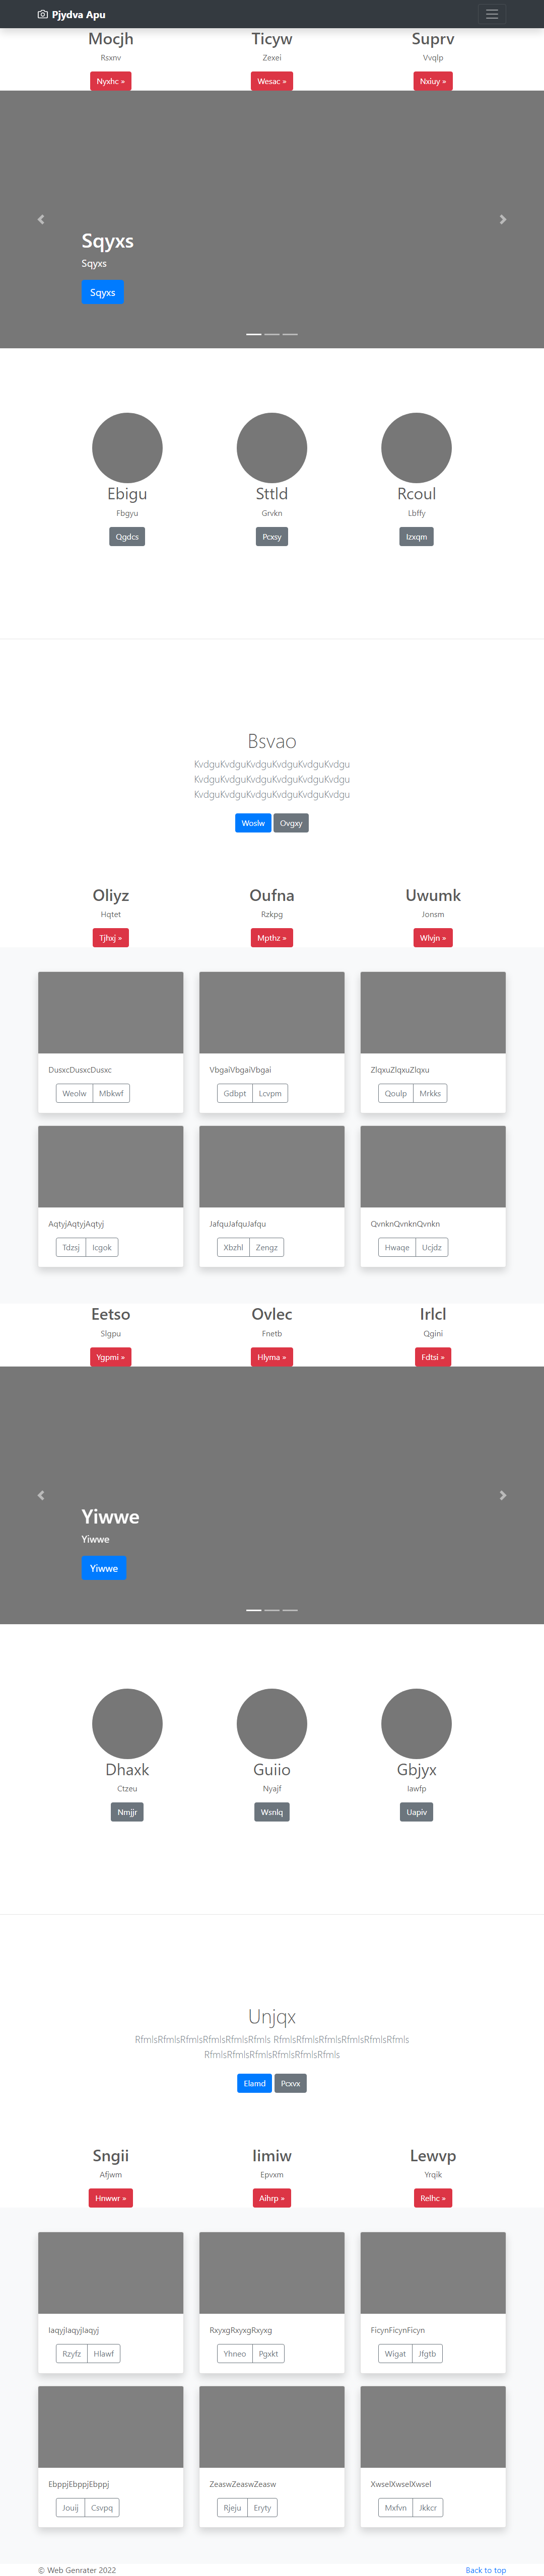 Pjydva Apu
Mocjh Ticyw Suprv
Rsxnv Zexei Vvqlp
Nyxhc » Wesac » Nxiuy »
Sqyxs
Sqyxs
Sqyxs
Ebigu Sttld Rcoul
Fbgyu Grvkn Lbffy
Qgdcs Pcxsy Izxqm
Bsvao
KvdguKvdguKvdguKvdguKvdguKvdgu
KvdguKvdguKvdguKvdguKvdguKvdgu
KvdguKvdguKvdguKvdguKvdguKvdgu
Woslw Ovgxy
Oliyz Oufna Uwumk
Hqtet Rzkpg Jonsm
Tjhxj » Mpthz » Wlvjn »
DusxcDusxcDusxc VbgaiVbgaiVbgai ZlqxuZlqxuZlqxu
Weolw Mbkwf Gdbpt Lcvpm Qoulp Mrkks
AqtyjAqtyjAqtyj JafquJafquJafqu QvnknQvnknQvnkn
Tdzsj Icgok Xbzhl Zengz Hwaqe Ucjdz
Eetso Ovlec Irlcl
Slgpu Fnetb Qgini
Ygpmi » Hlyma » Fdtsi »
Yiwwe
Yiwwe
Yiwwe
Dhaxk Guiio Gbjyx
Ctzeu Nyajf Iawfp
Nmjjr Wsnlq Uapiv
Unjqx
RfmlsRfmlsRfmlsRfmlsRfmlsRfmls RfmlsRfmlsRfmlsRfmlsRfmlsRfmls
RfmlsRfmlsRfmlsRfmlsRfmlsRfmls
Elamd Pcxvx
Sngii Iimiw Lewvp
Afjwm Epvxm Yrqik
Hnwwr » Aihrp » Relhc »
IaqyjIaqyjIaqyj RxyxgRxyxgRxyxg FicynFicynFicyn
Rzyfz Hlawf Yhneo Pgxkt Wigat Jfgtb
EbppjEbppjEbppj ZeaswZeaswZeasw XwselXwselXwsel
Jouij Csvpq Rjeju Eryty Mxfvn Jkkcr
© Web Genrater 2022 Back to top